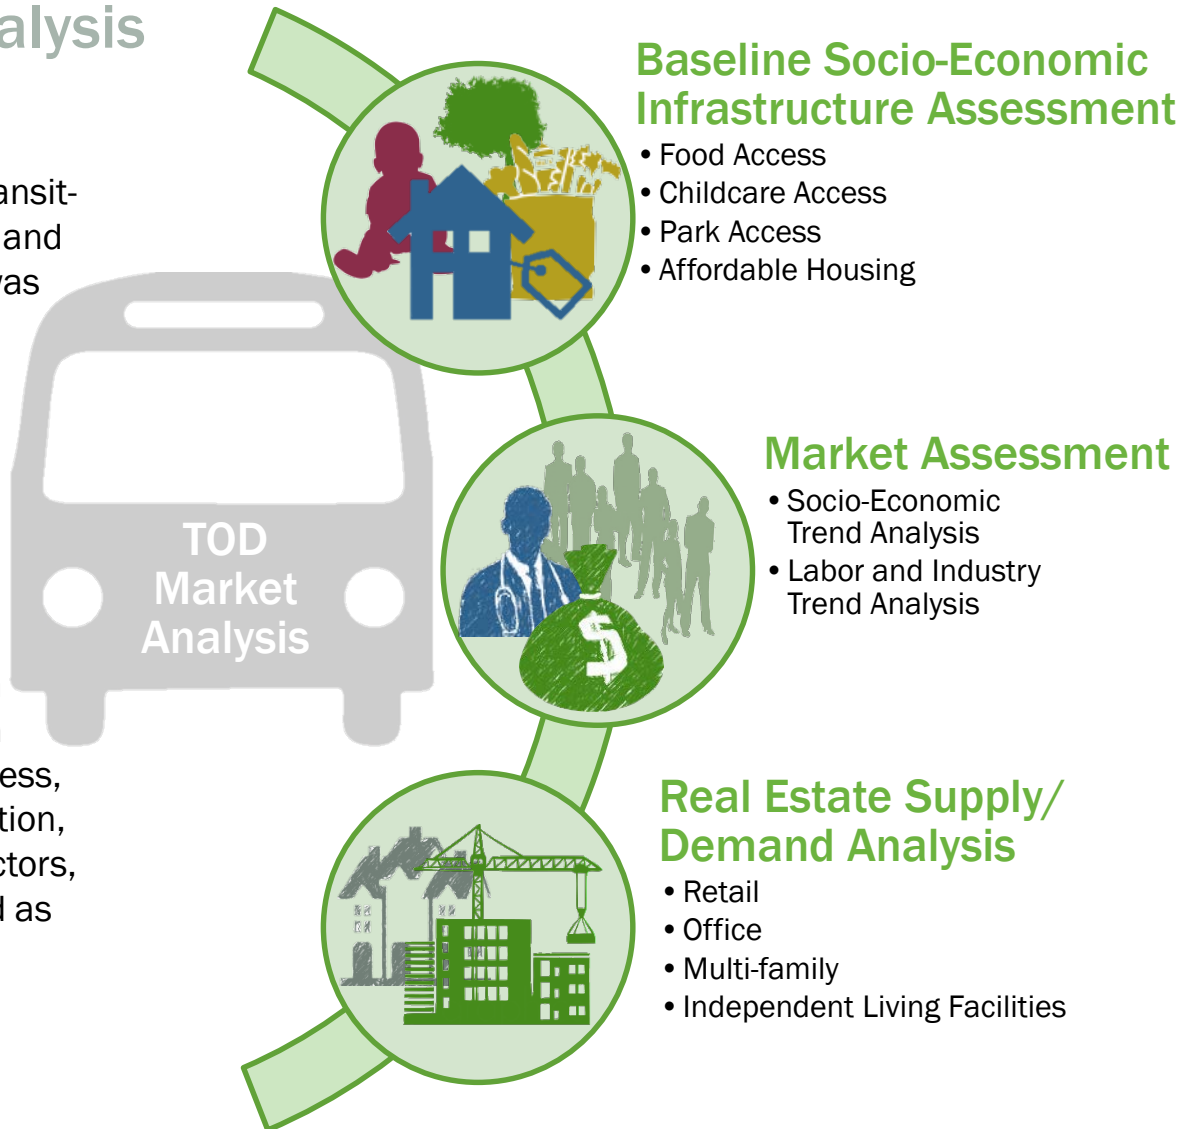 alysis
ansit-
and
as
ess,
tion,
ctors,
d as
TOD
Market
Analysis
Baseline Socio-Economic
Infrastructure Assessment
• Food Access
• Childcare Access
• Park Access
• Affordable Housing
Market Assessment
• Socio-Economic
Trend Analysis
• Labor and Industry
Trend Analysis
$
Real Estate Supply/
Demand Analysis
• Retail
• Office
• Multi-family
• Independent Living Facilities